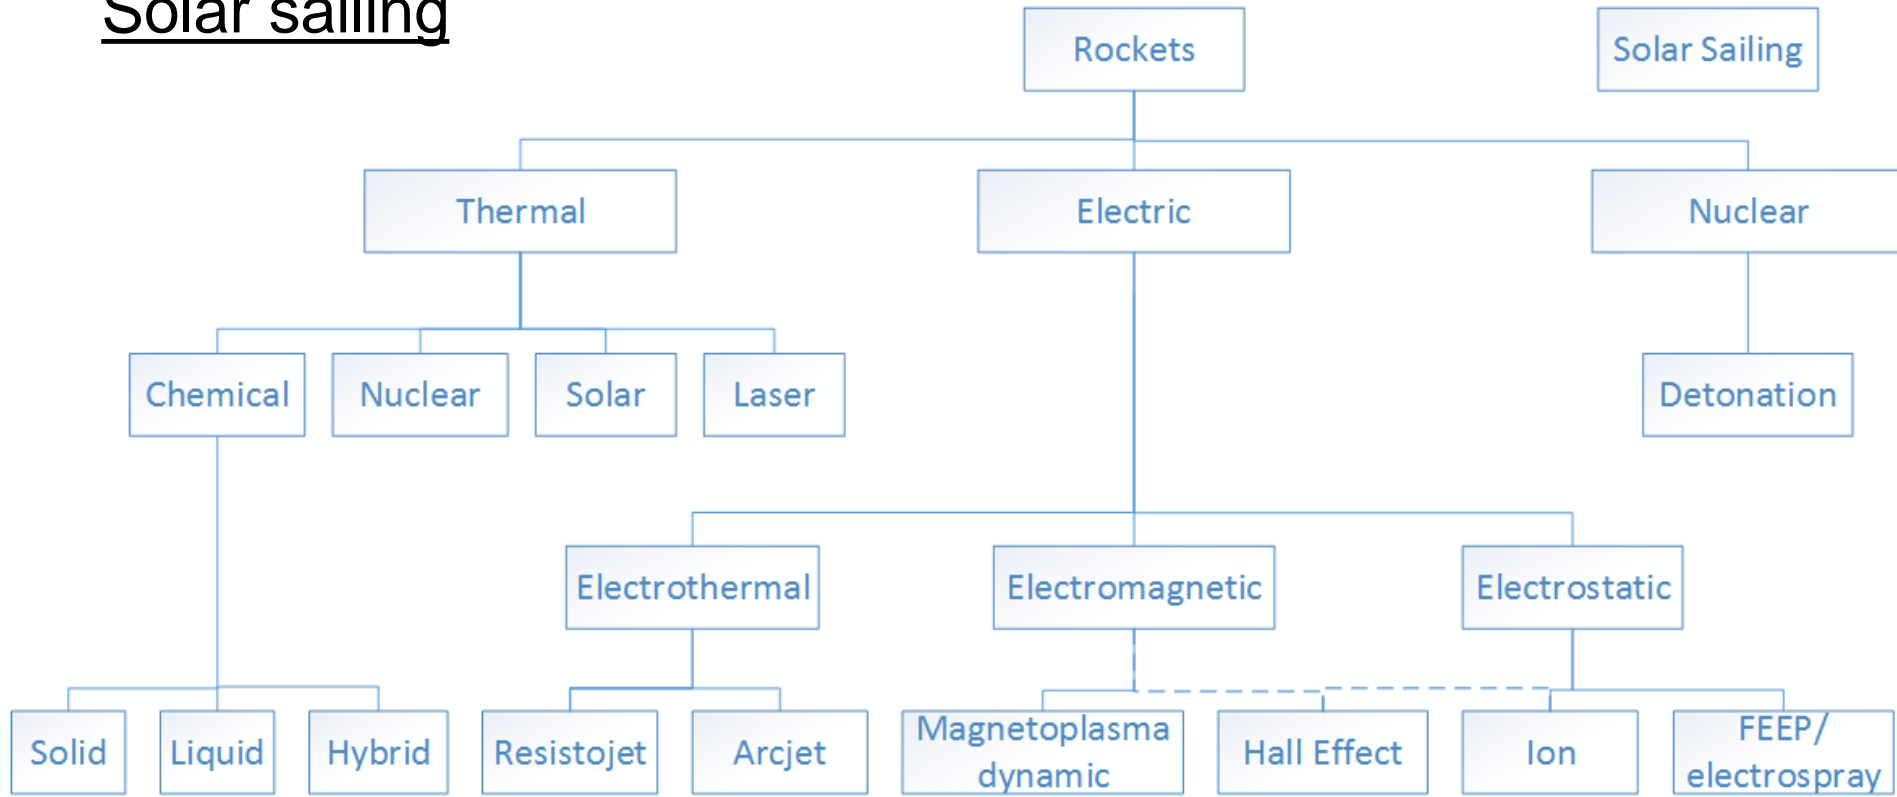 Solar sailing
Rockets
Solar Sailing
Thermal
Electric
Nuclear
Chemical
Nuclear
Solar
Laser
Detonation
Electrothermal
Electromagnetic
Electrostatic
Solid
Liquid
Hybrid
Resistojet
Arcjet
Magnetoplasma
dynamic
Hall Effect
Ion
FEEP/
electrospray